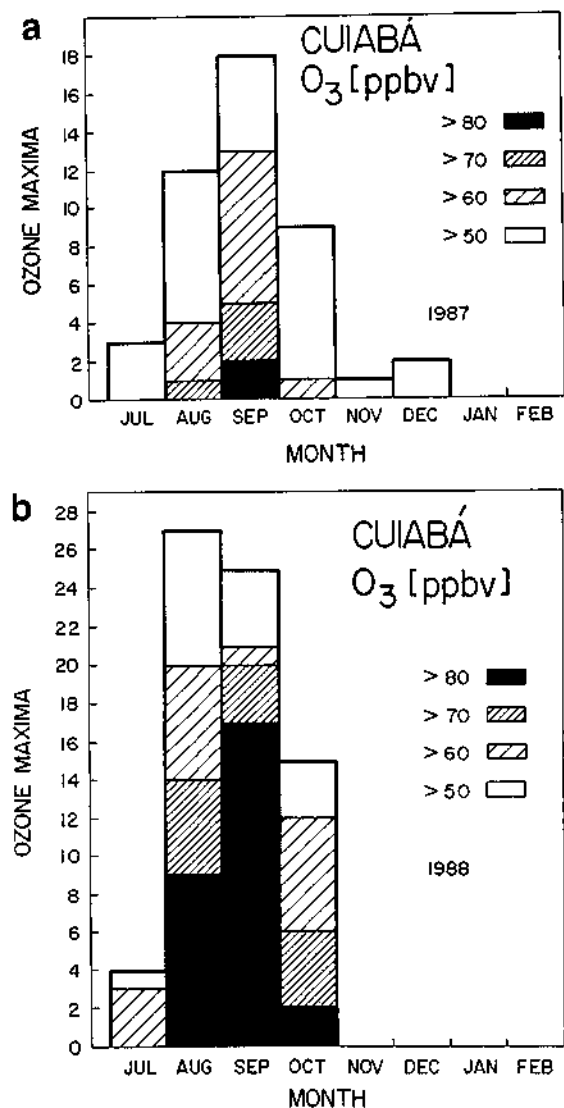 a
CUIABÁ
O3 [ppbv]
> 80
> 70
> 60
> 50
1987
OZONE MAXIMA
18
16
14
12
10
8
6
4
2
0
JUL AUG SEP OCT NOV DEC JAN FEB
MONTH
b
CUIABÁ
O3 [ppbv]
> 80
> 70
> 60
> 50
1988
OZONE MAXIMA
28
26
24
22
20
18
16
14
12
10
8
6
4
2
0
JUL AUG SEP OCT NOV DEC JAN FEB
MONTH